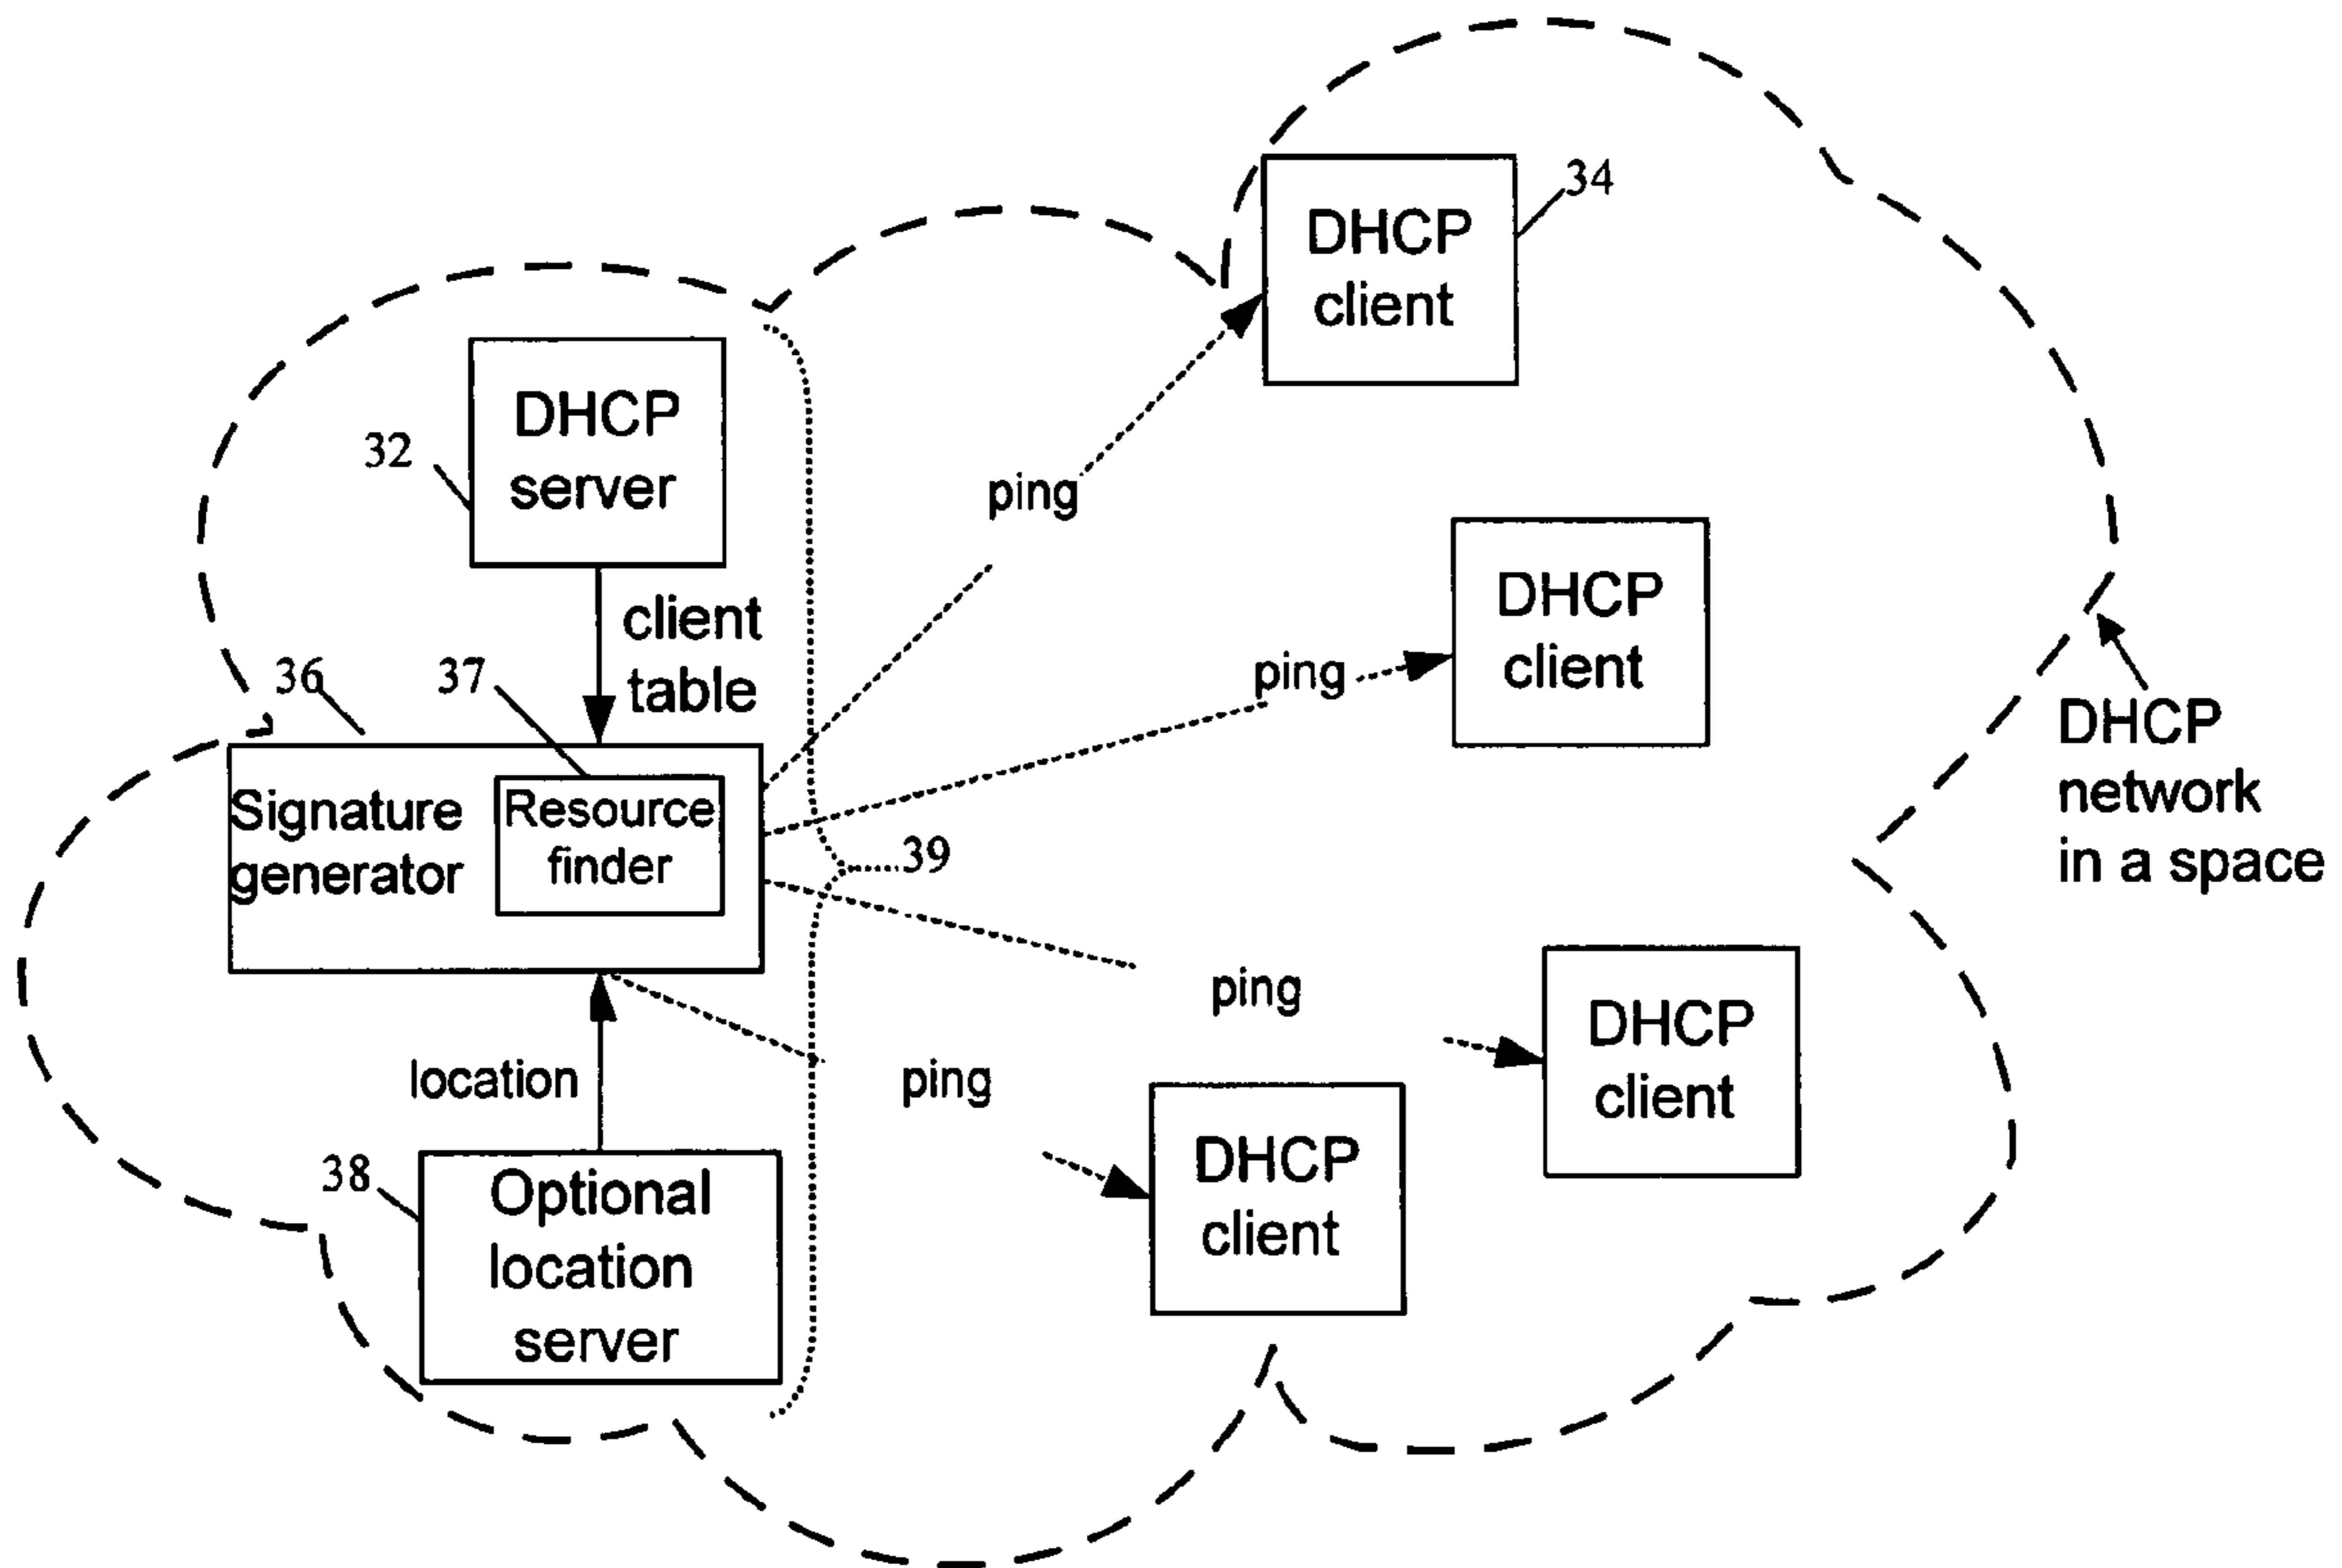 34
DHCP
client
DHCP
server
32
ping
client
table
DHCP
client
ping
36
37
DHCP
network
in a space
Signature
generator
Resource
finder
39
ping
DHCP
client
location
ping
DHCP
client
38
Optional
location
server